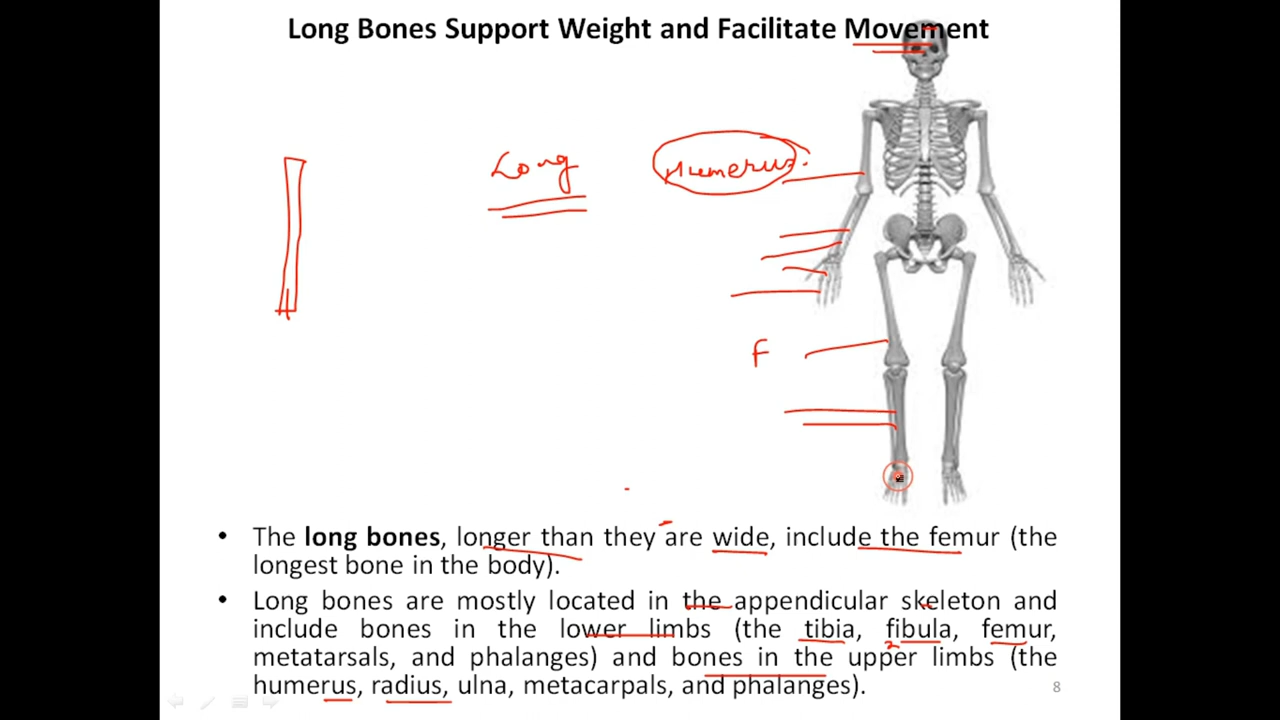 Long Bones Support Weight and Facilitate Movement
Long
Humerus.
F
• The long bones, longer than they are wide, include the femur (the
longest bone in the body).
• Long bones are mostly located in the appendicular skeleton and
include bones in the lower limbs (the tibia, fibula, femur,
metatarsals, and phalanges) and bones in the upper limbs (the
humerus, radius, ulna, metacarpals, and phalanges).
8